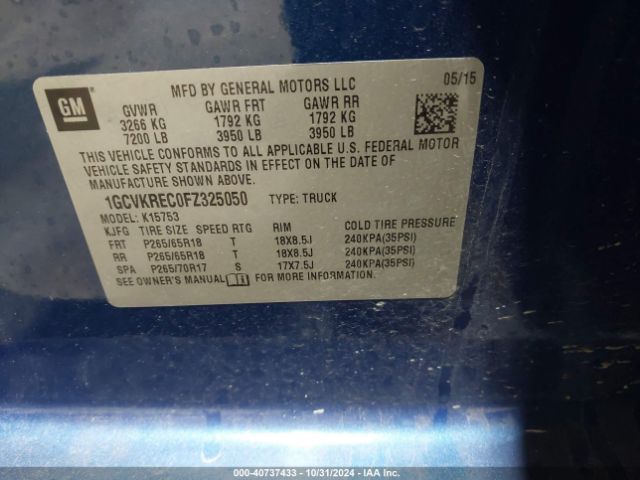 GM
MFD BY GENERAL MOTORS LLC 05/15
GVWR GAWR FRT GAWR RR
3266 KG 1792 KG 1792 KG
7200 LB 3950 LB 3950 LB
THIS VEHICLE CONFORMS TO ALL APPLICABLE U.S. FEDERAL MOTOR
VEHICLE SAFETY STANDARDS IN EFFECT ON THE DATE OF
MANUFACTURE SHOWN ABOVE.
1GCVKREC0FZ325050 TYPE: TRUCK
MODEL: K15753
KJFG TIRE SIZE SPEED RTG RIM COLD TIRE PRESSURE
FRT P265/65R18 T 18X8.5J 240KPA(35PSI)
RR P265/65R18 T 18X8.5J 240KPA(35PSI)
SPA P265/70R17 S 17X7.5J 240KPA(35PSI)
SEE OWNER'S MANUAL FOR MORE INFORMATION.
000-40737433 • 10/31/2024 • IAA Inc.